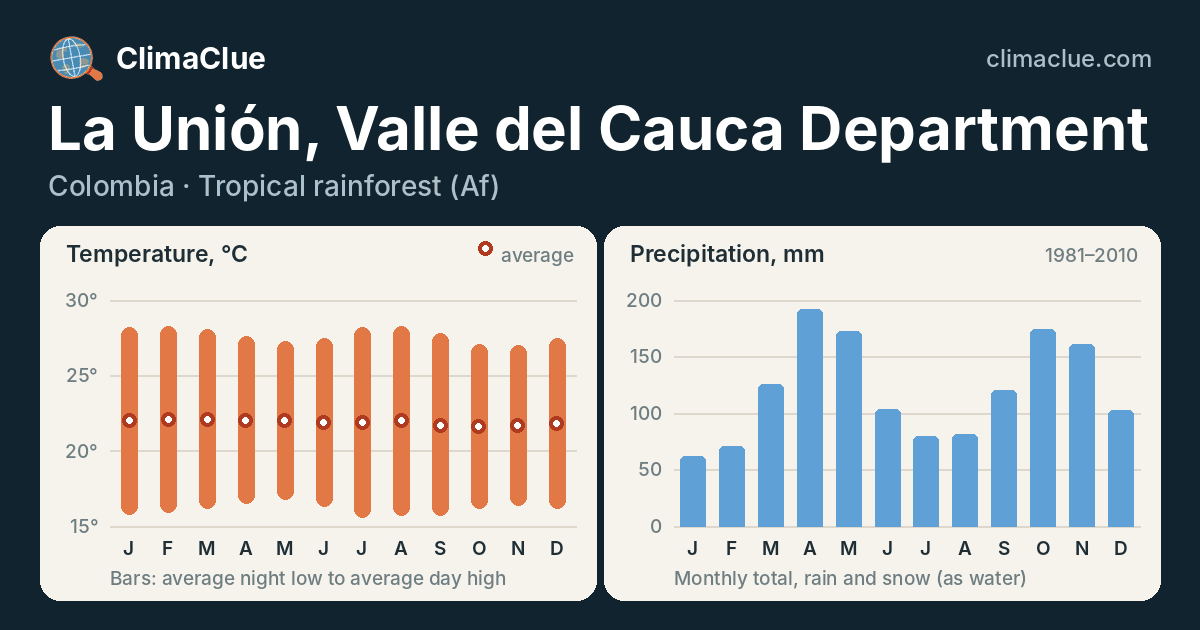 ClimaClue
climaclue.com
La Unión, Valle del Cauca Department
Colombia · Tropical rainforest (Af)
Temperature, °C
average
30°
25°
20°
15°
J F M A M J J A S O N D
Bars: average night low to average day high
Precipitation, mm
1981–2010
200
150
100
50
0
J F M A M J J A S O N D
Monthly total, rain and snow (as water)